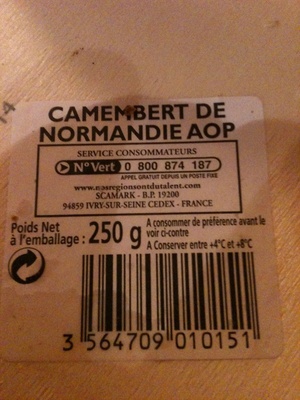 CAMEMBERT DE
NORMANDIE AOP
SERVICE CONSOMMATEURS
N° Vert 0 800 874 187
APPEL GRATUIT DEPUIS UN POSTE FIXE
www.nosregionsontdutalent.com
SCAMARK - B.P. 19200
94859 IVRY-SUR-SEINE CEDEX - FRANCE
Poids Net
à l'emballage : 250 g
A consommer de préférence avant le
voir ci-contre
A Conserver entre +4°C et +8°C
3 564709 010151